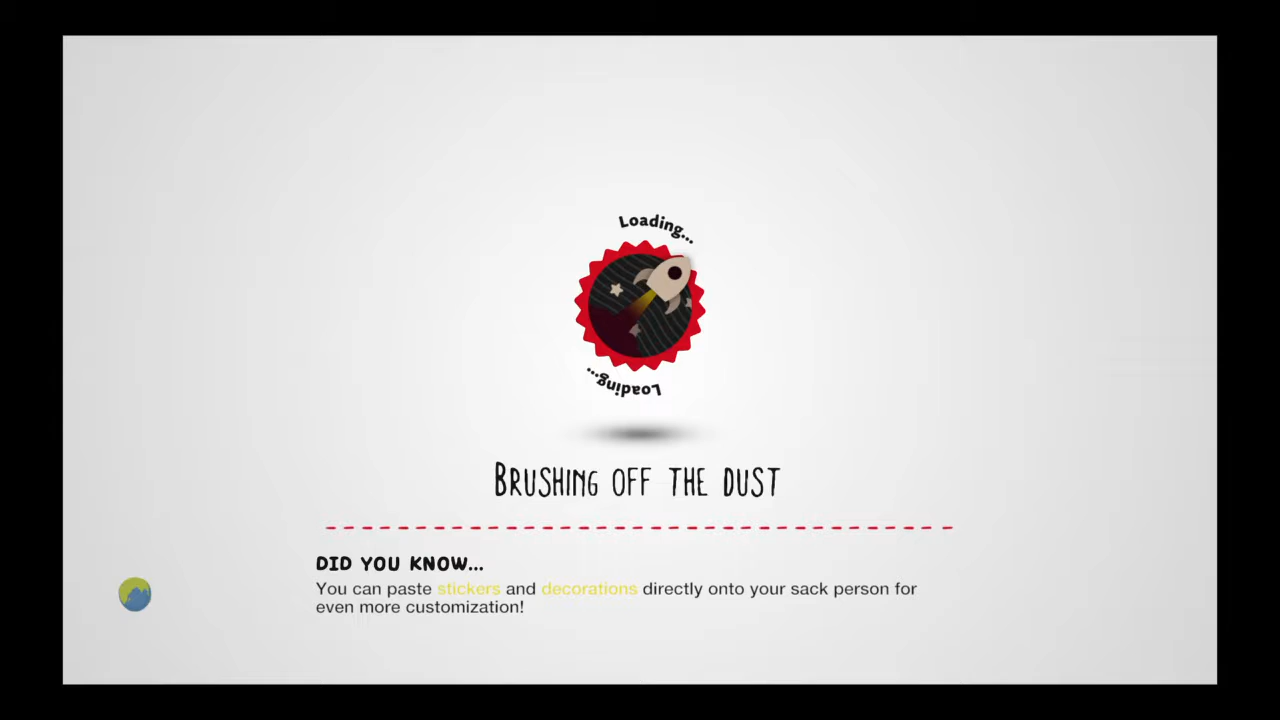 Loading...
Loading...
BRUSHING OFF THE DUST
DID YOU KNOW...
You can paste stickers and decorations directly onto your sack person for
even more customization!